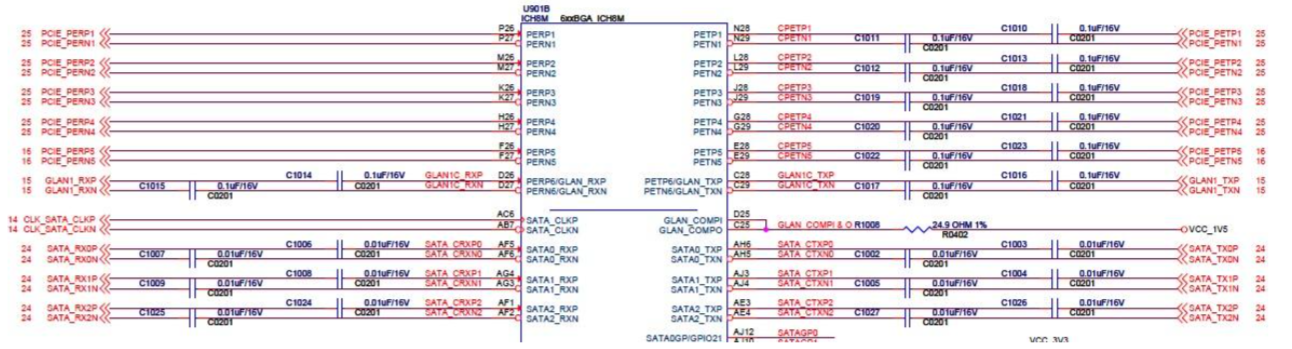 U901B
ICH8M 6xxBGA_ICH8M
25 PCIE_PERP1 P26 PERP1 PETP1 N28 CPETP1 C1010 0.1uF/16V PCIE_PETP1 25
25 PCIE_PERN1 P27 PERN1 PETN1 N29 CPETN1 C1011 0.1uF/16V C0201 PCIE_PETN1 25
C0201
25 PCIE_PERP2 M26 PERP2 PETP2 L28 CPETP2 C1013 0.1uF/16V PCIE_PETP2 25
25 PCIE_PERN2 M27 PERN2 PETN2 L29 CPETN2 C1012 0.1uF/16V C0201 PCIE_PETN2 25
C0201
25 PCIE_PERP3 K26 PERP3 PETP3 J28 CPETP3 C1018 0.1uF/16V PCIE_PETP3 25
25 PCIE_PERN3 K27 PERN3 PETN3 J29 CPETN3 C1019 0.1uF/16V C0201 PCIE_PETN3 25
C0201
25 PCIE_PERP4 H26 PERP4 PETP4 G28 CPETP4 C1021 0.1uF/16V PCIE_PETP4 25
25 PCIE_PERN4 H27 PERN4 PETN4 G29 CPETN4 C1020 0.1uF/16V C0201 PCIE_PETN4 25
C0201
16 PCIE_PERP5 F26 PERP5 PETP5 E28 CPETP5 C1023 0.1uF/16V PCIE_PETP5 16
16 PCIE_PERN5 F27 PERN5 PETN5 E29 CPETN5 C1022 0.1uF/16V C0201 PCIE_PETN5 16
C0201
15 GLAN1_RXP C1014 0.1uF/16V GLAN1C_RXP D26 PERP6/GLAN_RXP PETP6/GLAN_TXP C28 GLAN1C_TXP C1016 0.1uF/16V GLAN1_TXP 15
15 GLAN1_RXN C1015 0.1uF/16V C0201 GLAN1C_RXN D27 PERN6/GLAN_RXN PETN6/GLAN_TXN C29 GLAN1C_TXN C1017 0.1uF/16V C0201 GLAN1_TXN 15
C0201 C0201
14 CLK_SATA_CLKP AC6 SATA_CLKP GLAN_COMPI D25
14 CLK_SATA_CLKN AB7 SATA_CLKN GLAN_COMPO C25 GLAN_COMPI & O R1008 24.9 OHM 1% VCC_1V5
R0402
24 SATA_RX0P C1006 0.01uF/16V SATA_CRXP0 AF5 SATA0_RXP SATA0_TXP AH6 SATA_CTXP0 C1003 0.01uF/16V SATA_TX0P 24
24 SATA_RX0N C1007 0.01uF/16V C0201 SATA_CRXN0 AF6 SATA0_RXN SATA0_TXN AH5 SATA_CTXN0 C1002 0.01uF/16V C0201 SATA_TX0N 24
C0201 C0201
24 SATA_RX1P C1008 0.01uF/16V SATA_CRXP1 AG4 SATA1_RXP SATA1_TXP AJ3 SATA_CTXP1 C1004 0.01uF/16V SATA_TX1P 24
24 SATA_RX1N C1009 0.01uF/16V C0201 SATA_CRXN1 AG3 SATA1_RXN SATA1_TXN AJ4 SATA_CTXN1 C1005 0.01uF/16V C0201 SATA_TX1N 24
C0201 C0201
24 SATA_RX2P C1024 0.01uF/16V SATA_CRXP2 AF1 SATA2_RXP SATA2_TXP AE3 SATA_CTXP2 C1026 0.01uF/16V SATA_TX2P 24
24 SATA_RX2N C1025 0.01uF/16V C0201 SATA_CRXN2 AF2 SATA2_RXN SATA2_TXN AE4 SATA_CTXN2 C1027 0.01uF/16V C0201 SATA_TX2N 24
C0201 C0201
SATA0GP/GPIO21 AJ12 SATAGP0
VCC_3V3